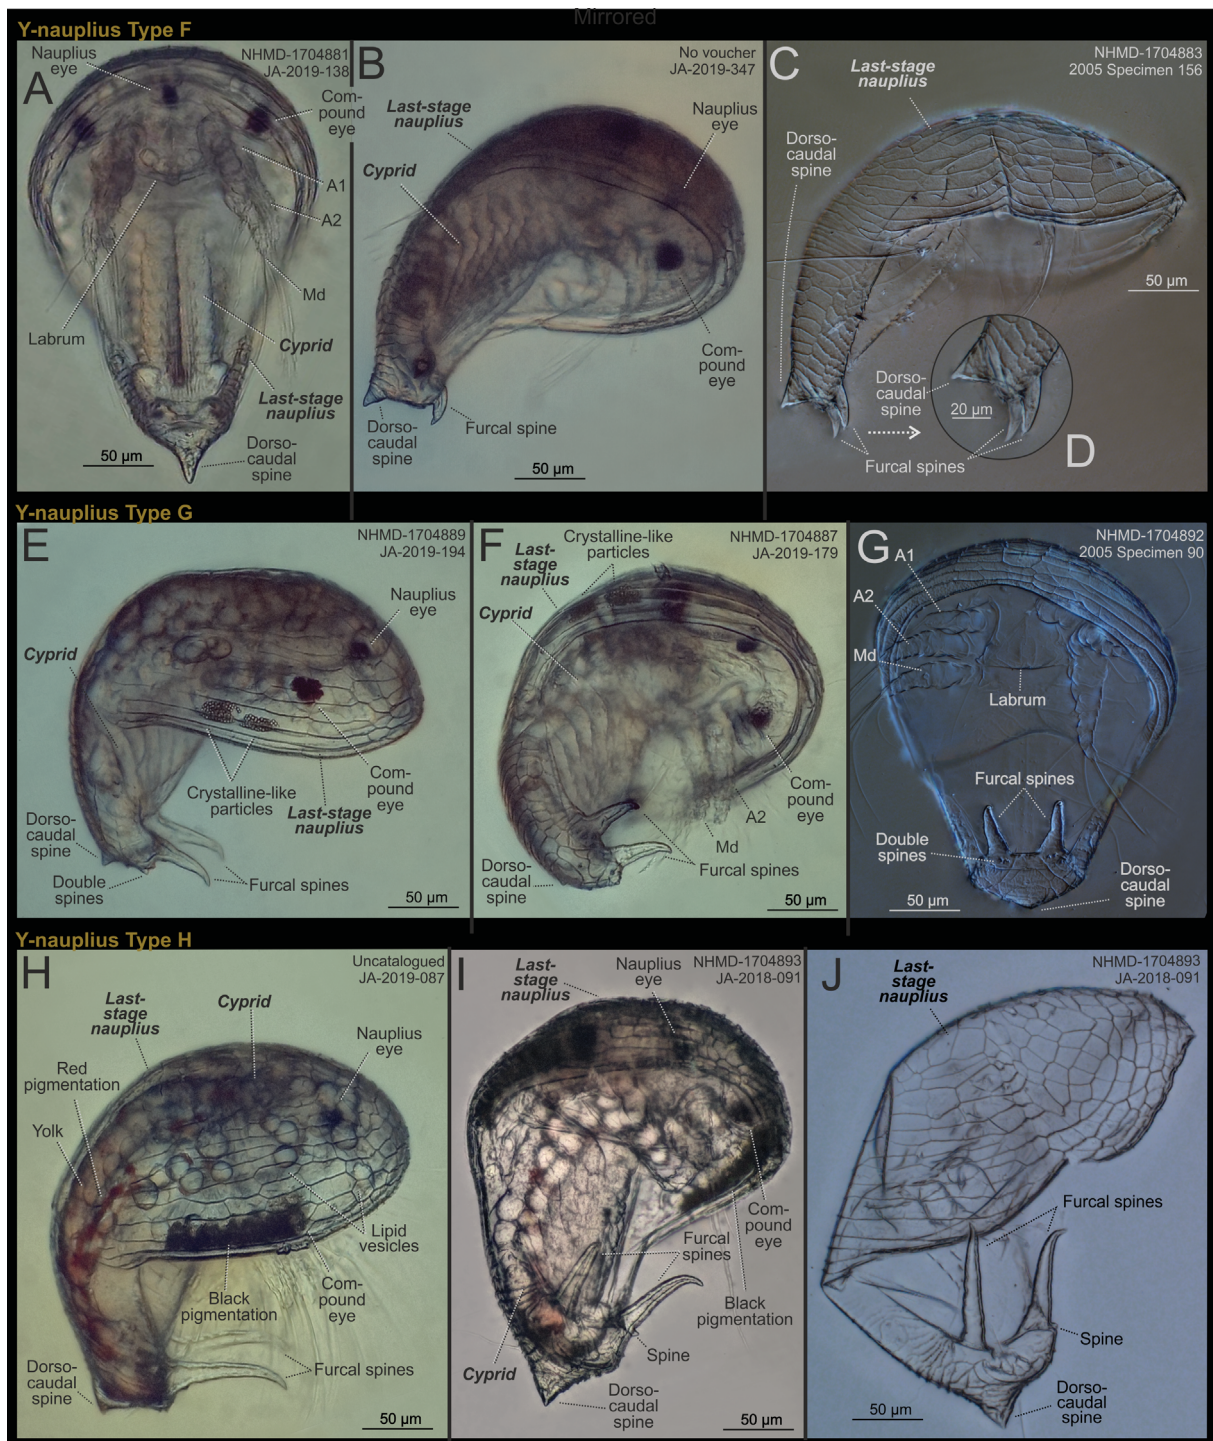 Mirrored
Y-nauplius Type F
A
Nauplius
eye
NHMD-1704881
JA-2019-138
Com-
pound
eye
A1
A2
Md
Labrum
Cyprid
Last-stage
nauplius
Dorso-
caudal
spine
50 µm
B
No voucher
JA-2019-347
Last-stage
nauplius
Nauplius
eye
Cyprid
Com-
pound
eye
Dorso-
caudal
spine
Furcal spine
50 µm
C
NHMD-1704883
2005 Specimen 156
Last-stage
nauplius
Dorso-
caudal
spine
50 µm
Dorso-
caudal
spine
20 µm
Furcal spines
D
Y-nauplius Type G
E
NHMD-1704889
JA-2019-194
Nauplius
eye
Cyprid
Crystalline-like
particles
Last-stage
nauplius
Com-
pound
eye
Dorso-
caudal
spine
Double
spines
Furcal spines
50 µm
F
Crystalline-like
particles
NHMD-1704887
JA-2019-179
Last-
stage
nauplius
Cyprid
Com-
pound
eye
A2
Md
Furcal spines
Dorso-
caudal
spine
50 µm
G
NHMD-1704892
2005 Specimen 90
A1
A2
Md
Labrum
Furcal spines
Double
spines
Dorso-
caudal
spine
50 µm
Y-nauplius Type H
H
Uncatalogued
JA-2019-087
Last-
stage
nauplius
Cyprid
Nauplius
eye
Red
pigmentation
Yolk
Lipid
vesicles
Black
pigmentation
Com-
pound
eye
Furcal spines
Dorso-
caudal
spine
50 µm
I
Last-
stage
nauplius
Nauplius
eye
NHMD-1704893
JA-2018-091
Com-
pound
eye
Furcal
spines
Black
pigmentation
Spine
Cyprid
Dorso-
caudal
spine
50 µm
J
Last-
stage
nauplius
NHMD-1704893
JA-2018-091
Furcal spines
Spine
Dorso-
caudal
spine
50 µm